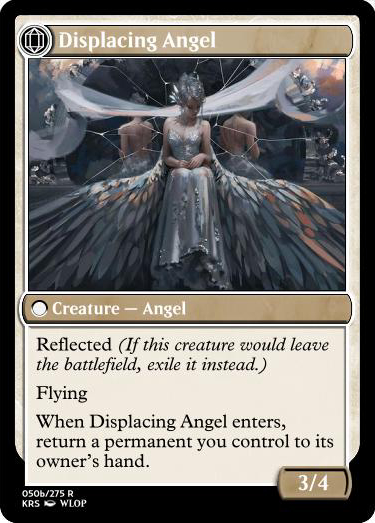 Displacing Angel
Creature — Angel
Reflected (If this creature would leave
the battlefield, exile it instead.)
Flying
When Displacing Angel enters,
return a permanent you control to its
owner's hand.
3/4
050b/275 R
KRS WLOP